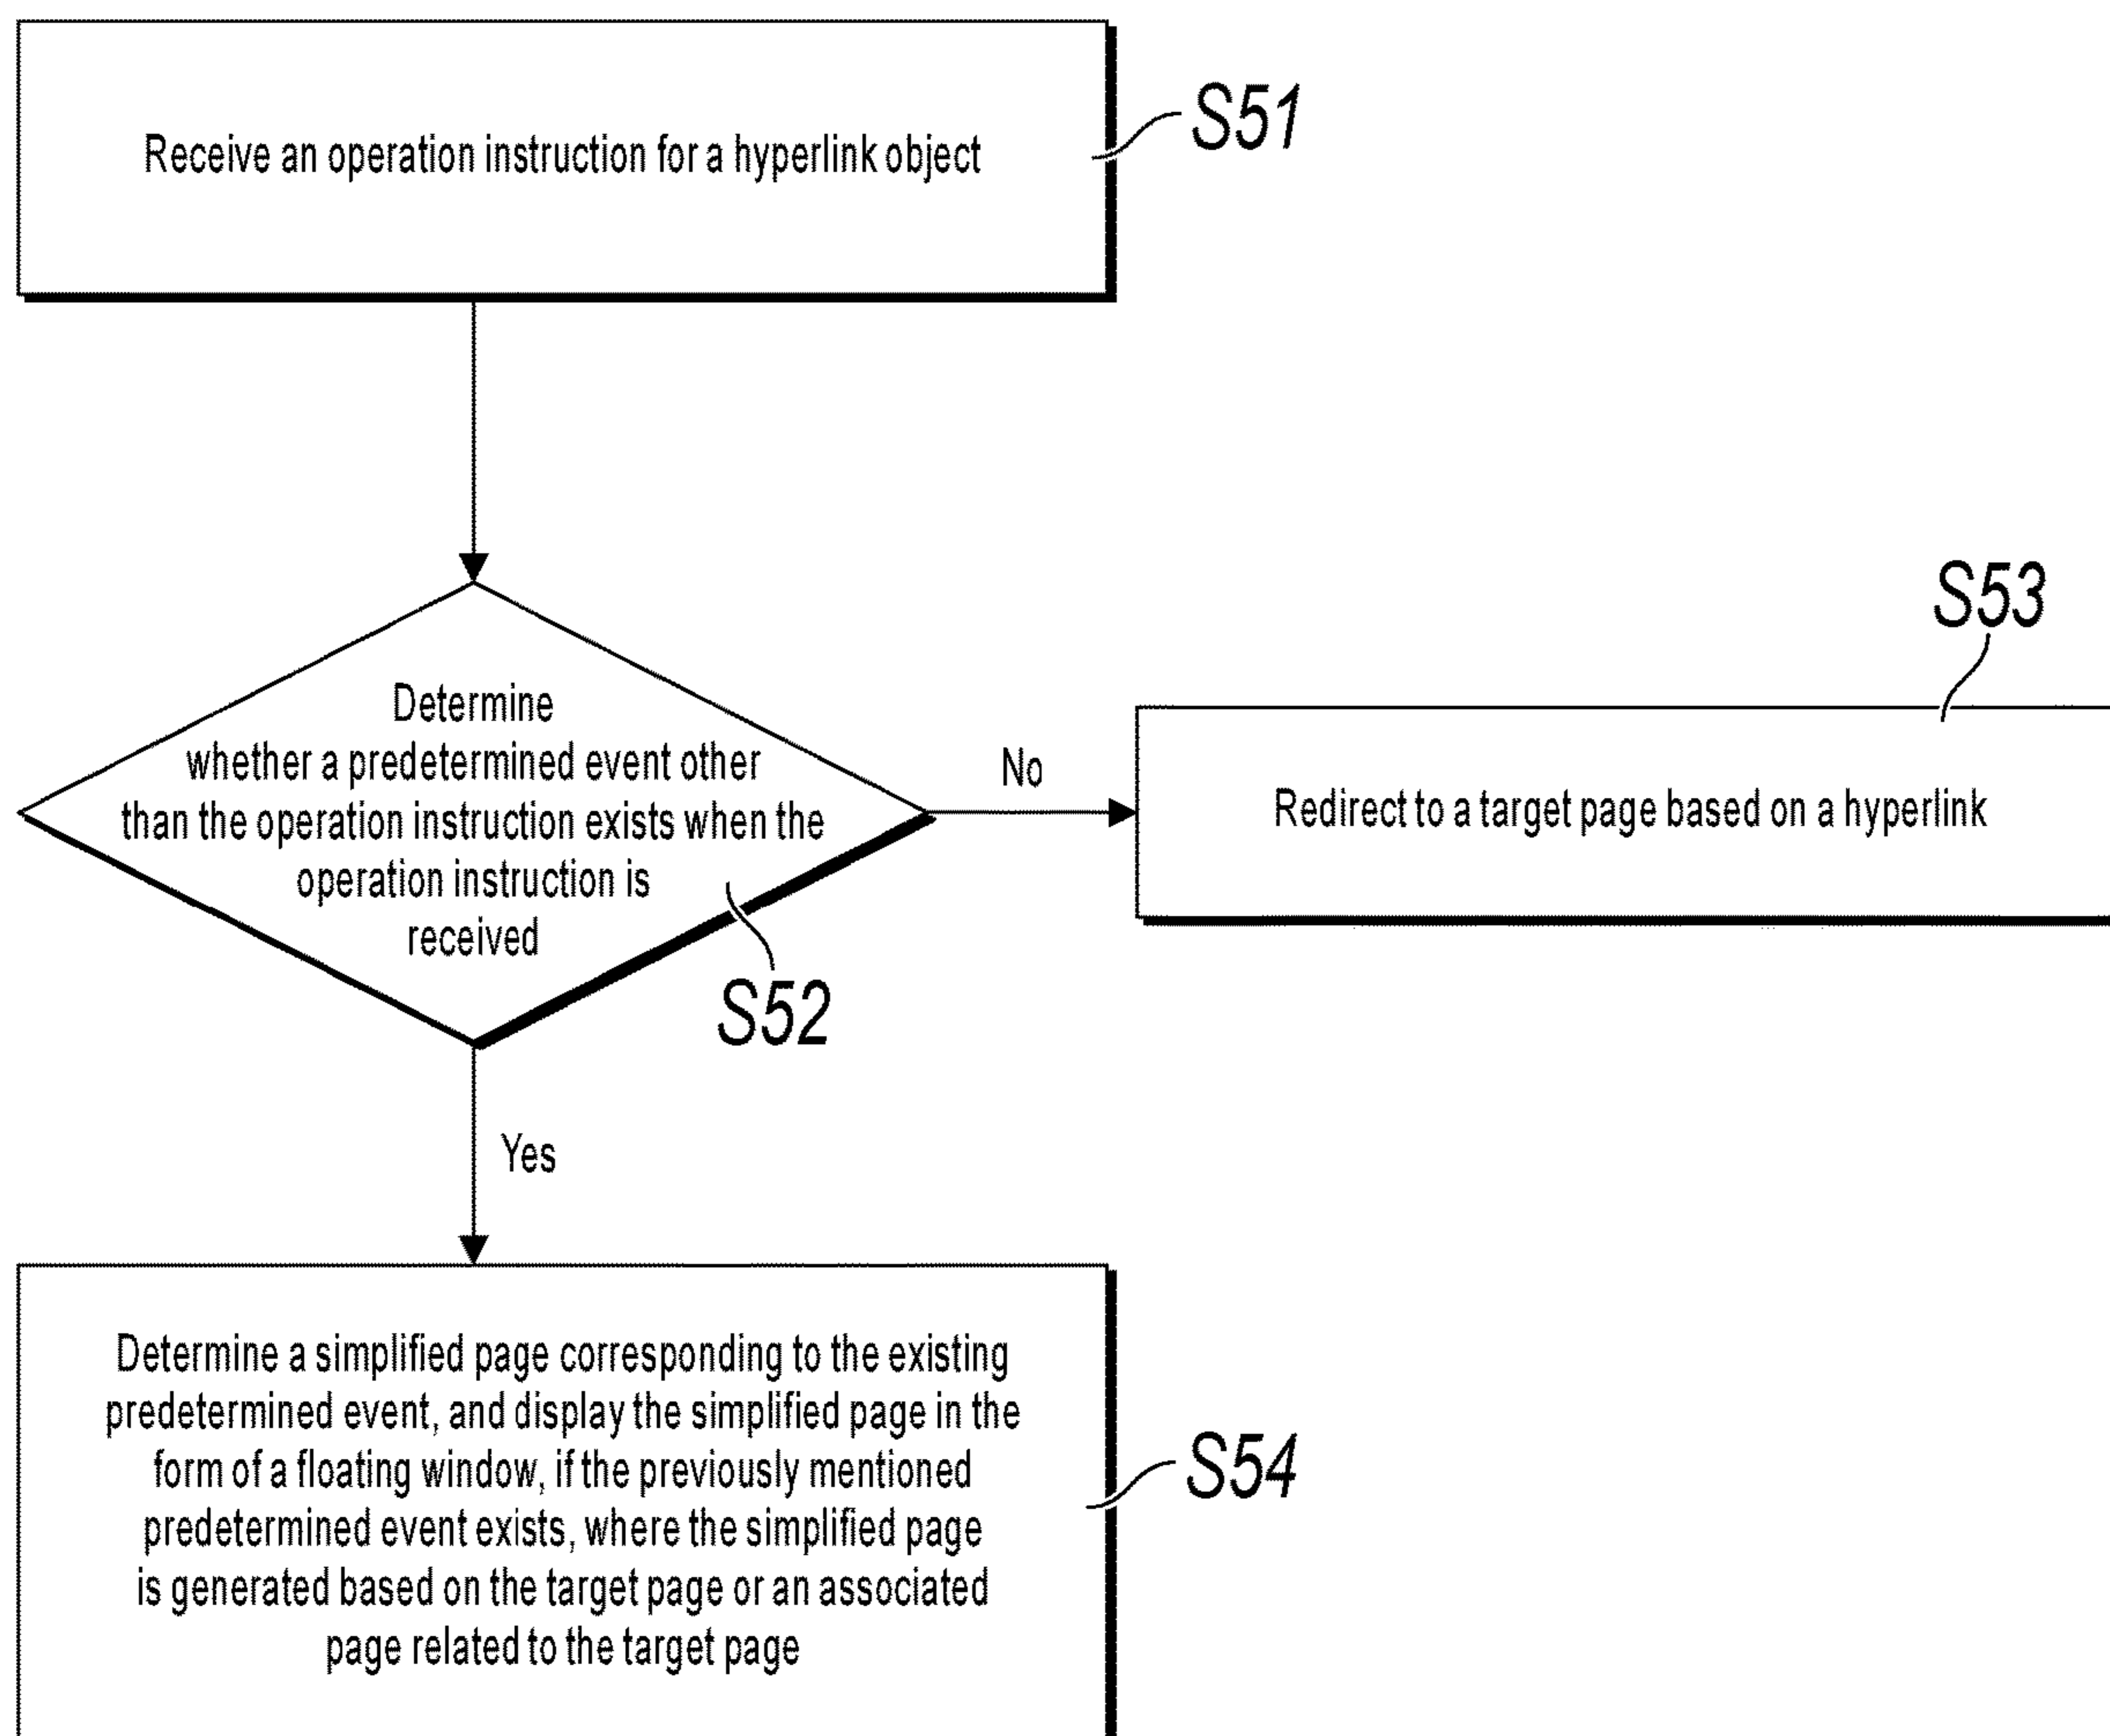 Receive an operation instruction for a hyperlink object
S51
Determine
whether a predetermined event other
than the operation instruction exists when the
operation instruction is
received
S52
No
S53
Redirect to a target page based on a hyperlink
Yes
Determine a simplified page corresponding to the existing
predetermined event, and display the simplified page in the
form of a floating window, if the previously mentioned
predetermined event exists, where the simplified page
is generated based on the target page or an associated
page related to the target page
S54